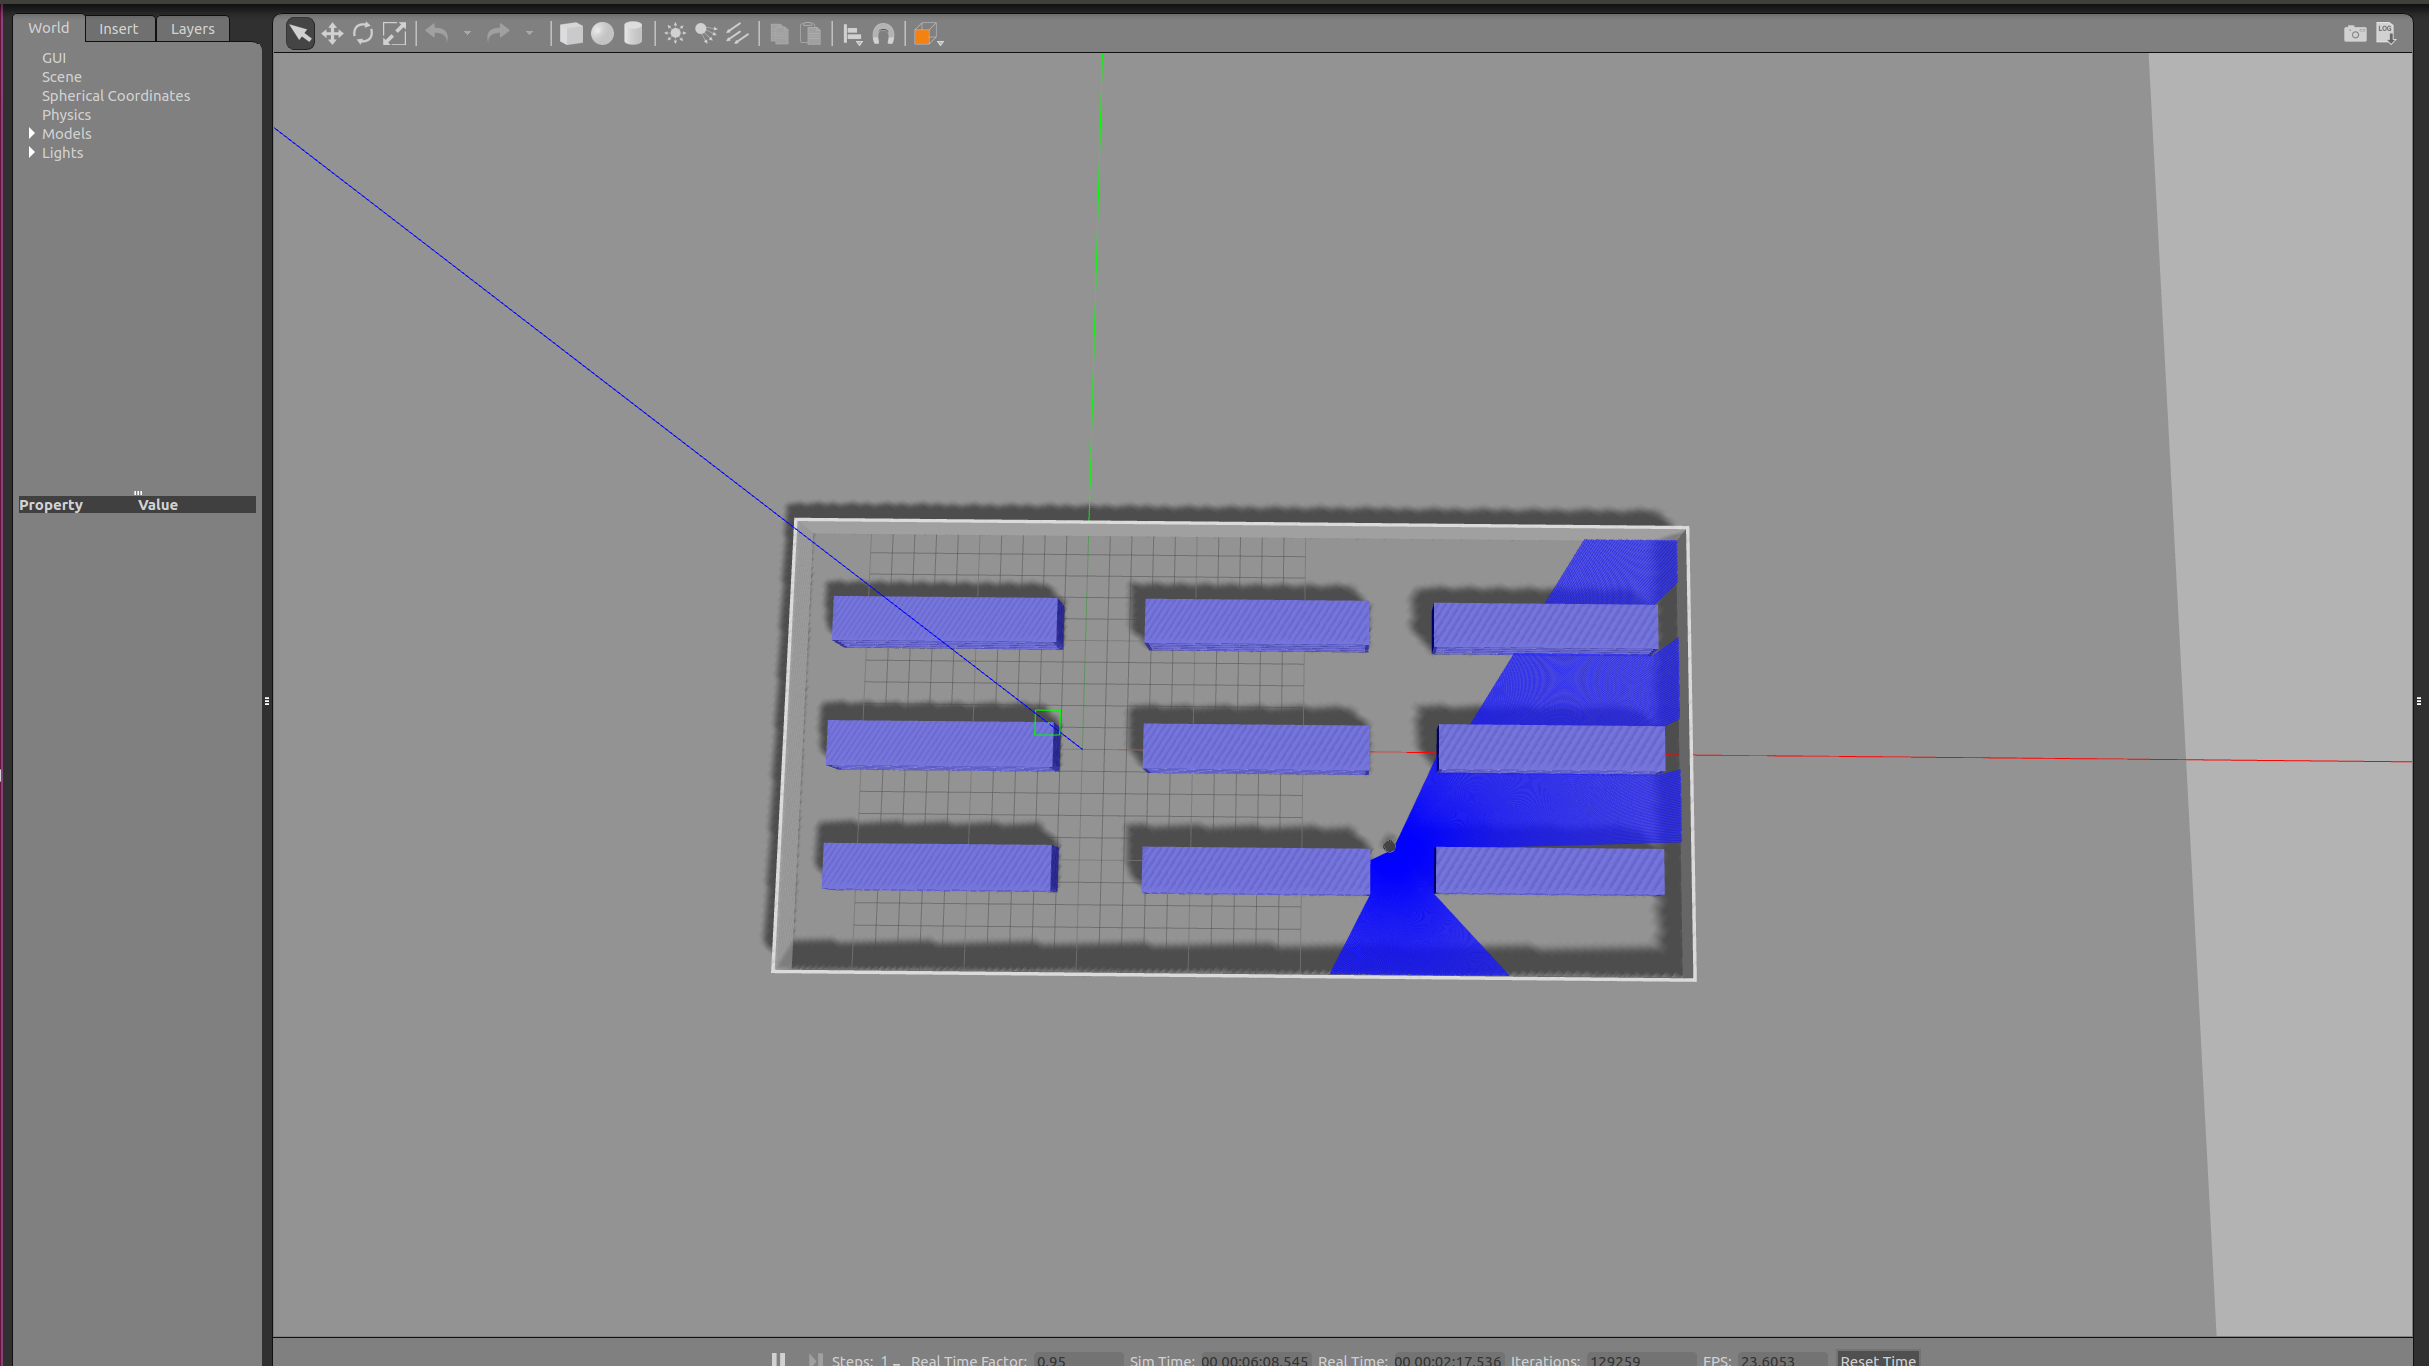 World Insert Layers
LOG
GUI
Scene
Spherical Coordinates
Physics
Models
Lights
Property Value
Steps: 1 Real Time Factor: 0.95 Sim Time: 00 00:06:08.545 Real Time: 00 00:02:17.536 Iterations: 129259 FPS: 23.6053 Reset Time